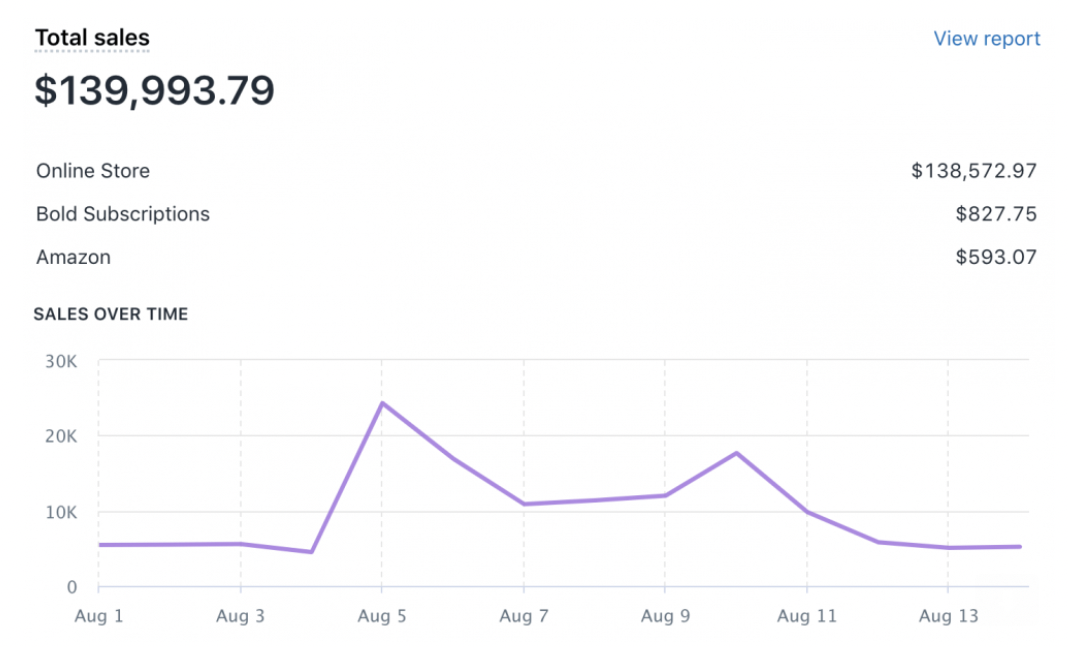 Total sales View report
$139,993.79
Online Store $138,572.97
Bold Subscriptions $827.75
Amazon $593.07
SALES OVER TIME
30K
20K
10K
0
Aug 1 Aug 3 Aug 5 Aug 7 Aug 9 Aug 11 Aug 13